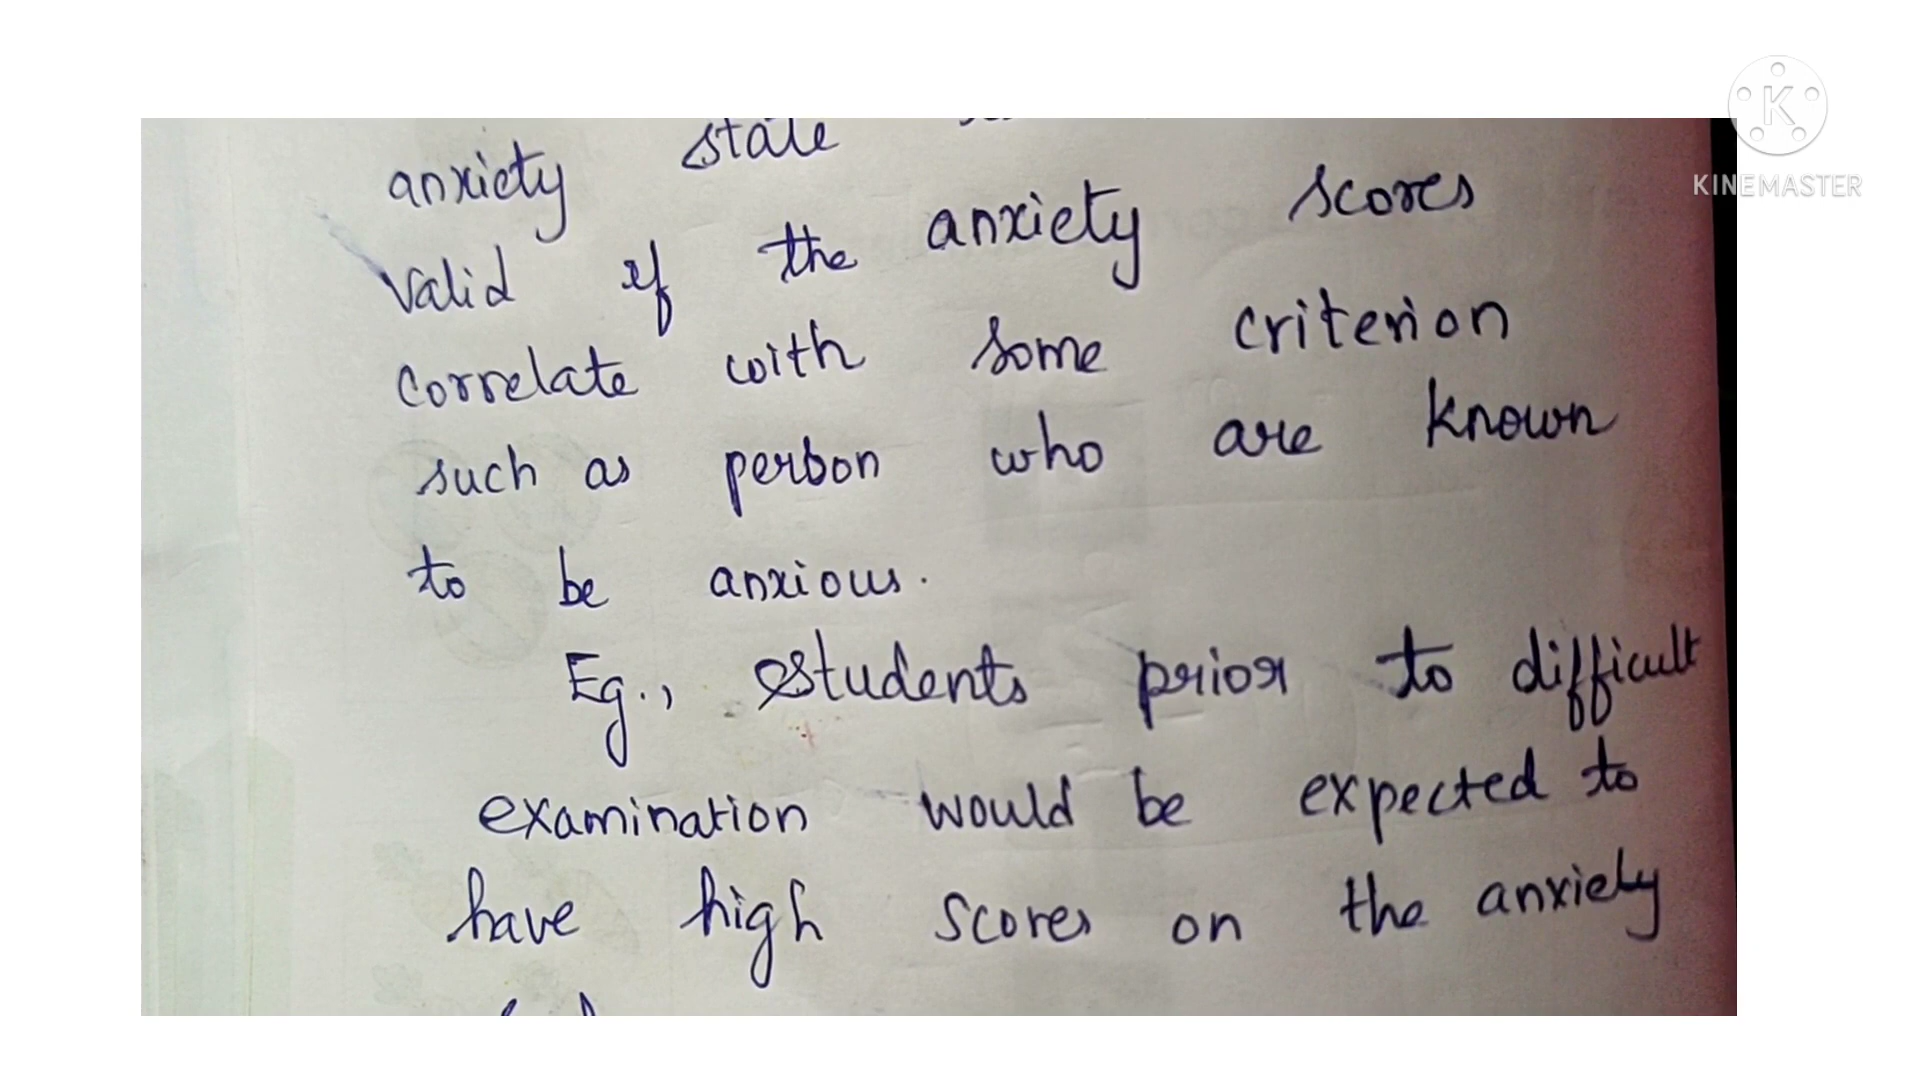 anxiety state
valid if the anxiety scores
correlate with some criterion
such as person who are known
to be anxious.
Eg., students prior to difficult
examination would be expected to
have high scores on the anxiety
K
KINEMASTER